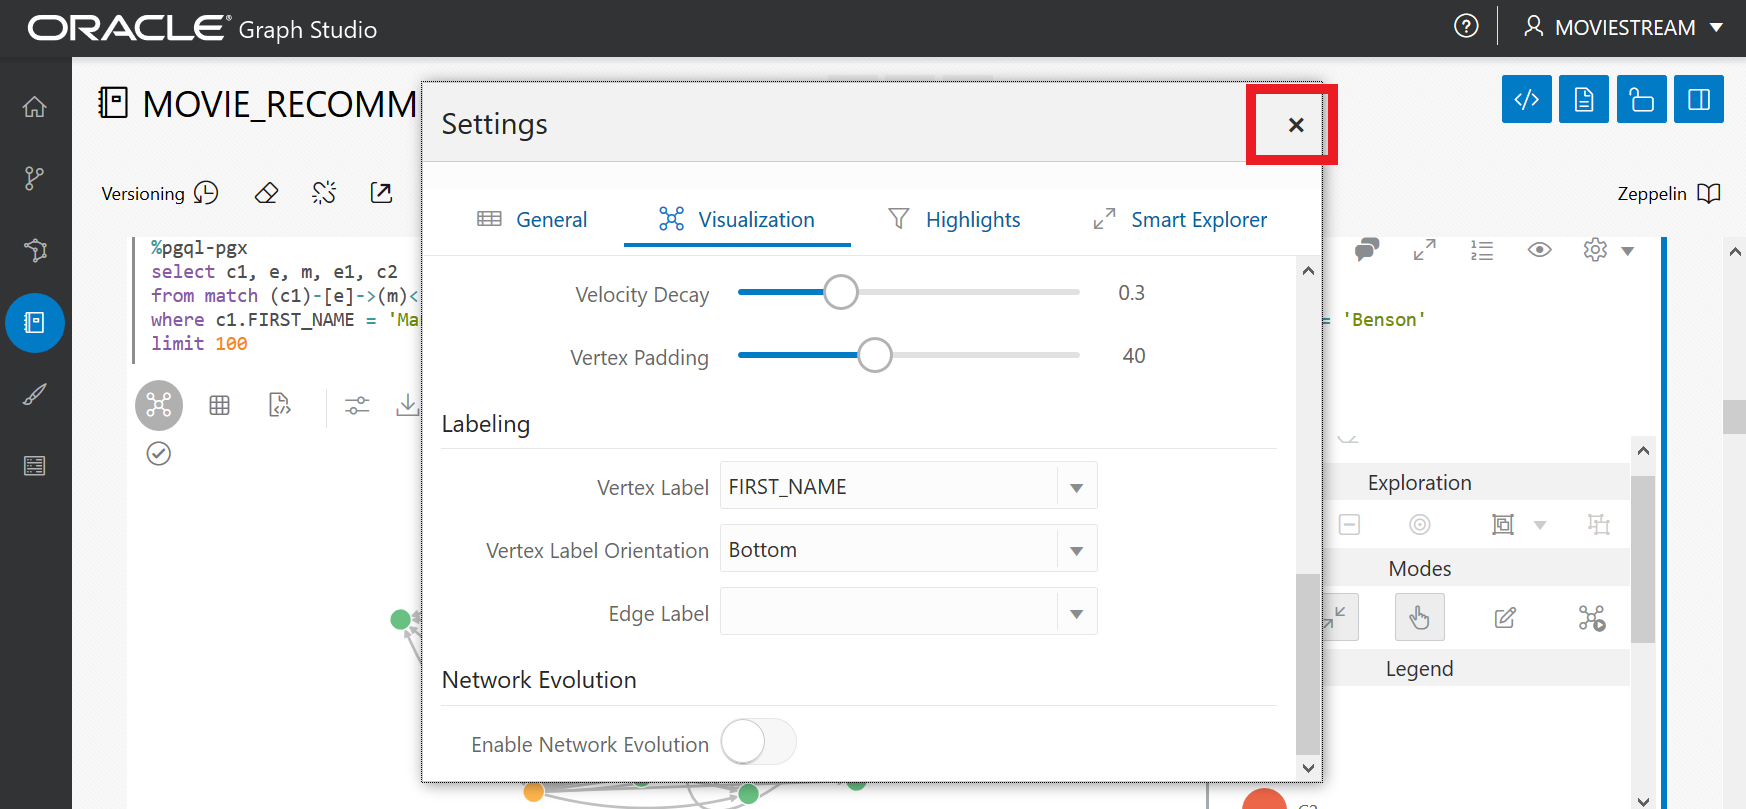 ORACLE® Graph Studio
MOVIESTREAM
MOVIE_RECOMM
Settings
Versioning
Zeppelin
General
Visualization
Highlights
Smart Explorer
%pgql-pgx
select c1, e, m, e1, c2
from match (c1)-[e]->(m)<
where c1.FIRST_NAME = 'Ma
= 'Benson'
limit 100
Velocity Decay
0.3
Vertex Padding
40
Labeling
Vertex Label
FIRST_NAME
Vertex Label Orientation
Bottom
Edge Label
Network Evolution
Enable Network Evolution
Exploration
Modes
Legend